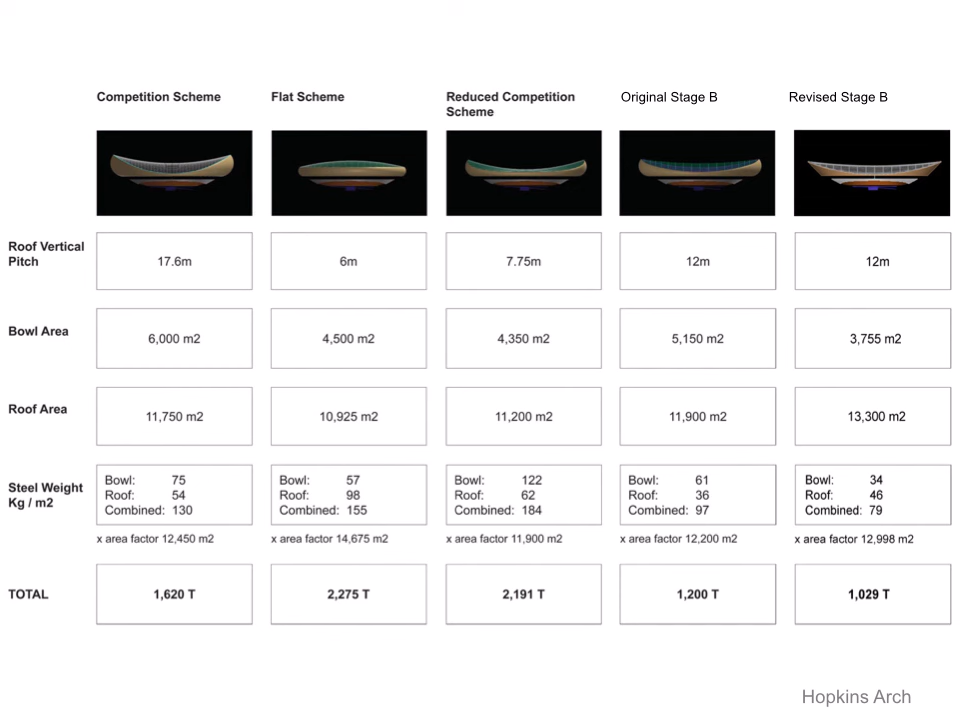 Competition Scheme
Flat Scheme
Reduced Competition
Scheme
Original Stage B
Revised Stage B
Roof Vertical
Pitch
17.6m
6m
7.75m
12m
12m
Bowl Area
6,000 m2
4,500 m2
4,350 m2
5,150 m2
3,755 m2
Roof Area
11,750 m2
10,925 m2
11,200 m2
11,900 m2
13,300 m2
Steel Weight
Kg / m2
Bowl: 75
Roof: 54
Combined: 130
Bowl: 57
Roof: 98
Combined: 155
Bowl: 122
Roof: 62
Combined: 184
Bowl: 61
Roof: 36
Combined: 97
Bowl: 34
Roof: 46
Combined: 79
x area factor 12,450 m2
x area factor 14,675 m2
x area factor 11,900 m2
x area factor 12,200 m2
x area factor 12,998 m2
TOTAL
1,620 T
2,275 T
2,191 T
1,200 T
1,029 T
Hopkins Arch